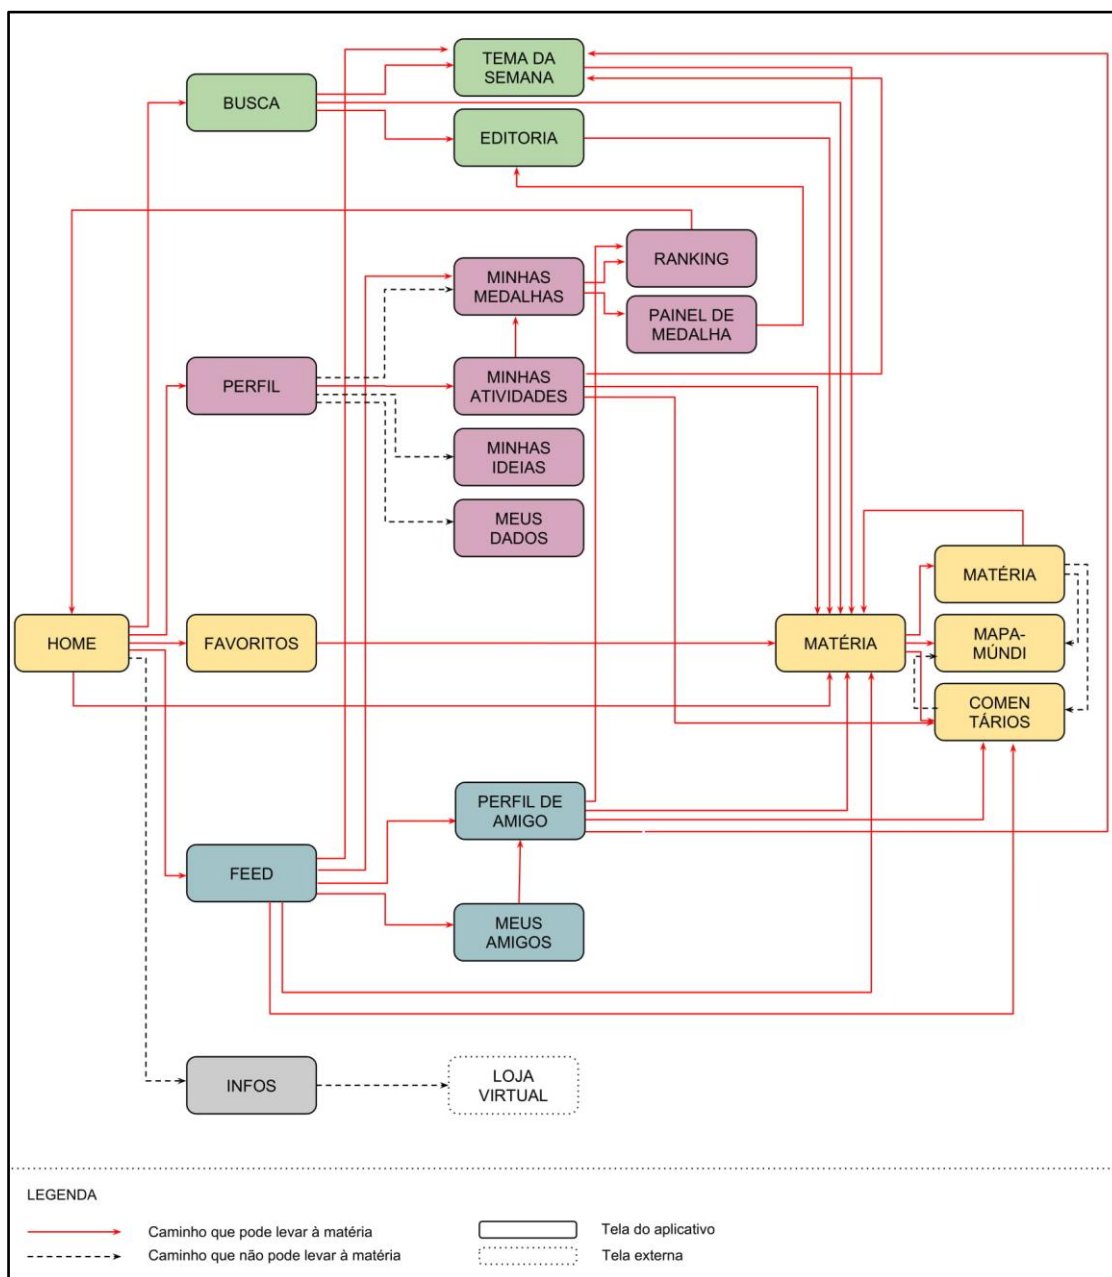 TEMA DA
SEMANA
BUSCA
EDITORIA
RANKING
MINHAS
MEDALHAS
PAINEL DE
MEDALHA
PERFIL
MINHAS
ATIVIDADES
MINHAS
IDEIAS
MEUS
DADOS
MATÉRIA
HOME
FAVORITOS
MATÉRIA
MAPA-
MÚNDI
COMEN
TÁRIOS
PERFIL DE
AMIGO
FEED
MEUS
AMIGOS
INFOS
LOJA
VIRTUAL
LEGENDA
Caminho que pode levar à matéria
Tela do aplicativo
Caminho que não pode levar à matéria
Tela externa